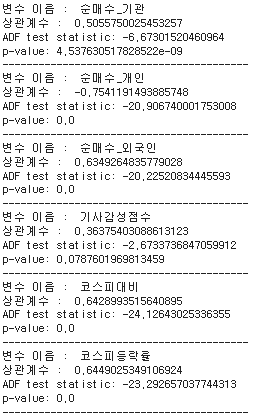 변수 이름 :  순매수_기관
상관계수 :  0.5055750025453257
ADF test statistic: -6.67301520460964
p-value: 4.537630517828522e-09
----------------------------------
변수 이름 :  순매수_개인
상관계수 :  -0.7541191493885748
ADF test statistic: -20.906740001753008
p-value: 0.0
----------------------------------
변수 이름 :  순매수_외국인
상관계수 :  0.6349264835779028
ADF test statistic: -20.22520834445593
p-value: 0.0
----------------------------------
변수 이름 :  기사감성점수
상관계수 :  0.36375403088613123
ADF test statistic: -2.6733736847059912
p-value: 0.0787601969813459
----------------------------------
변수 이름 :  코스피대비
상관계수 :  0.6428993515640895
ADF test statistic: -24.12643025336355
p-value: 0.0
----------------------------------
변수 이름 :  코스피등락률
상관계수 :  0.6449025349106924
ADF test statistic: -23.292657037744313
p-value: 0.0
----------------------------------